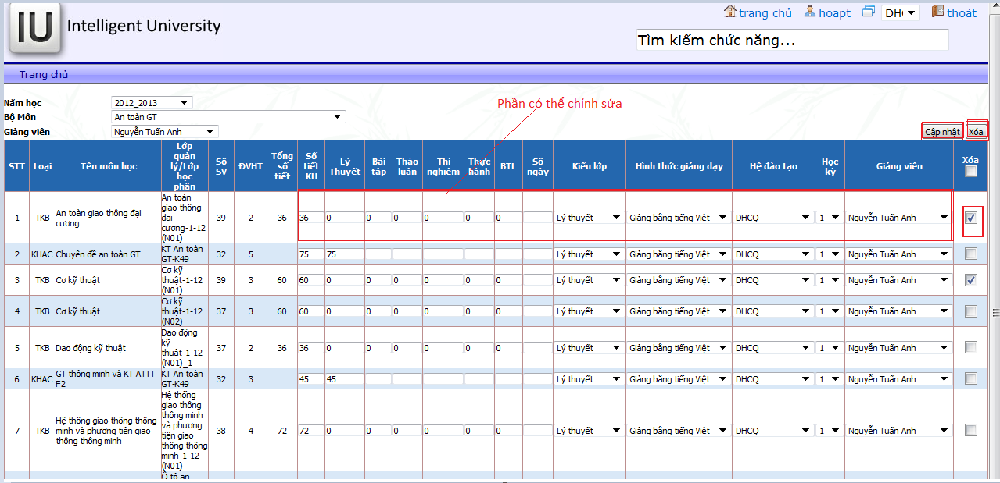 IU Intelligent University
trang chủ hoapt DHC thoát
Tìm kiếm chức năng...
Trang chủ
Năm học 2012_2013
Phần có thể chỉnh sửa
Bộ Môn An toàn GT
Giảng viên Nguyễn Tuấn Anh Cập nhật Xóa
STT Loại Tên môn học Lớp quản lý/Lớp học phần Số SV ĐVHT Tổng số tiết Số tiết KH Lý Thuyết Bài tập Thảo luận Thí nghiệm Thực hành BTL Số ngày Kiểu lớp Hình thức giảng dạy Hệ đào tạo Học kỳ Giảng viên Xóa
1 TKB An toàn giao thông đại cương An toàn giao thông đại cương-1-12 (N01) 39 2 36 36 0 0 0 0 0 0 Lý thuyết Giảng bằng tiếng Việt DHCQ 1 Nguyễn Tuấn Anh
2 KHAC Chuyên đề an toàn GT KT An toàn GT-K49 32 5 75 75 Lý thuyết Giảng bằng tiếng Việt DHCQ 1 Nguyễn Tuấn Anh
3 TKB Cơ kỹ thuật Cơ kỹ thuật-1-12 (N01) 39 3 60 60 0 0 0 0 0 0 Lý thuyết Giảng bằng tiếng Việt DHCQ 1 Nguyễn Tuấn Anh
4 TKB Cơ kỹ thuật Cơ kỹ thuật-1-12 (N02) 37 3 60 60 0 0 0 0 0 0 Lý thuyết Giảng bằng tiếng Việt DHCQ 1 Nguyễn Tuấn Anh
5 TKB Dao động kỹ thuật Dao động kỹ thuật-1-12 (N01)_1 37 2 36 36 0 0 0 0 0 0 Lý thuyết Giảng bằng tiếng Việt DHCQ 1 Nguyễn Tuấn Anh
6 KHAC GT thông minh và KT ATTT F2 KT An toàn GT-K49 32 3 45 45 Lý thuyết Giảng bằng tiếng Việt DHCQ 1 Nguyễn Tuấn Anh
7 TKB Hệ thống giao thông thông minh và phương tiện giao thông thông minh Hệ thống giao thông thông minh và phương tiện giao thông thông minh-1-12 (N01) 38 4 72 72 0 0 0 0 0 0 Lý thuyết Giảng bằng tiếng Việt DHCQ 1 Nguyễn Tuấn Anh
Ô tô an